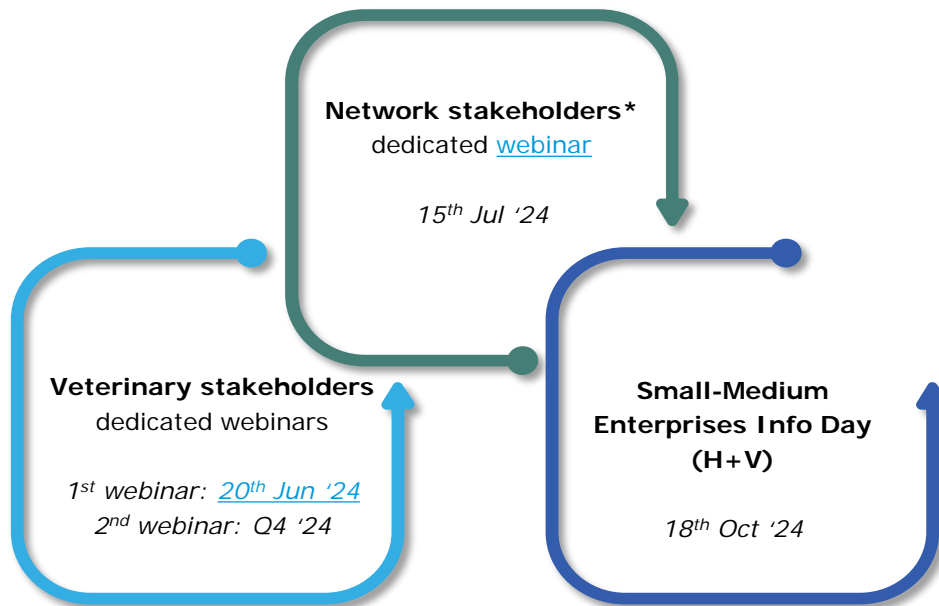 Network stakeholders*
dedicated webinar
15th Jul ‘24
Veterinary stakeholders
dedicated webinars
1st webinar: 20th Jun ‘24
2nd webinar: Q4 ‘24
Small-Medium
Enterprises Info Day
(H+V)
18th Oct ‘24